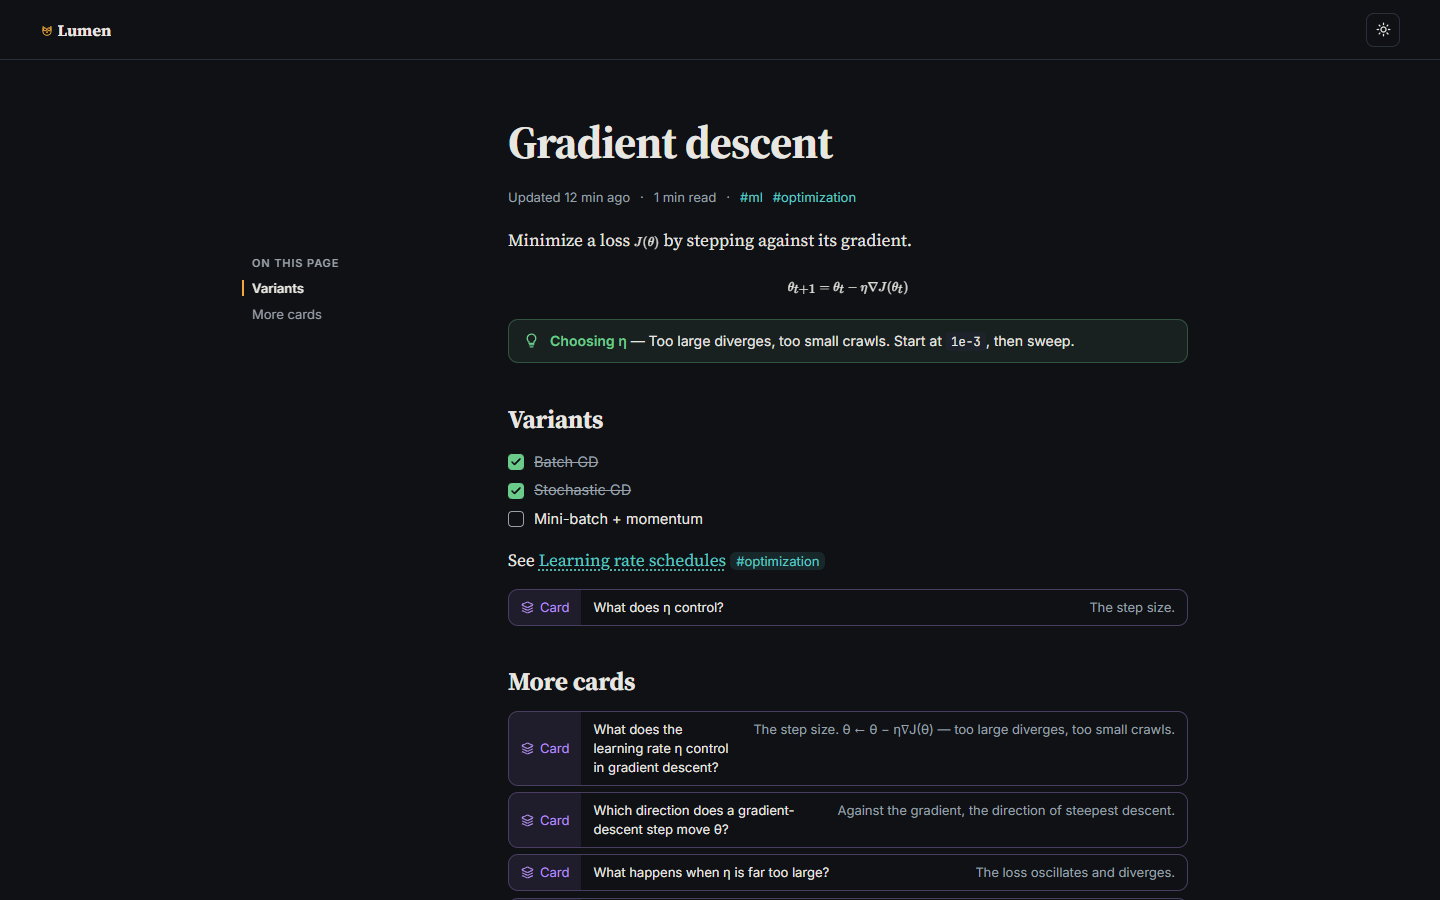 Lumen
Gradient descent
Updated 12 min ago · 1 min read · #ml #optimization
Minimize a loss J(θ) by stepping against its gradient.
ON THIS PAGE
Variants
More cards
θt+1 = θt − η∇J(θt)
Choosing η — Too large diverges, too small crawls. Start at 1e-3, then sweep.
Variants
Batch GD
Stochastic GD
Mini-batch + momentum
See Learning rate schedules #optimization
Card What does η control? The step size.
More cards
Card What does the learning rate η control in gradient descent? The step size. θ ← θ − η∇J(θ) — too large diverges, too small crawls.
Card Which direction does a gradient-descent step move θ? Against the gradient, the direction of steepest descent.
Card What happens when η is far too large? The loss oscillates and diverges.